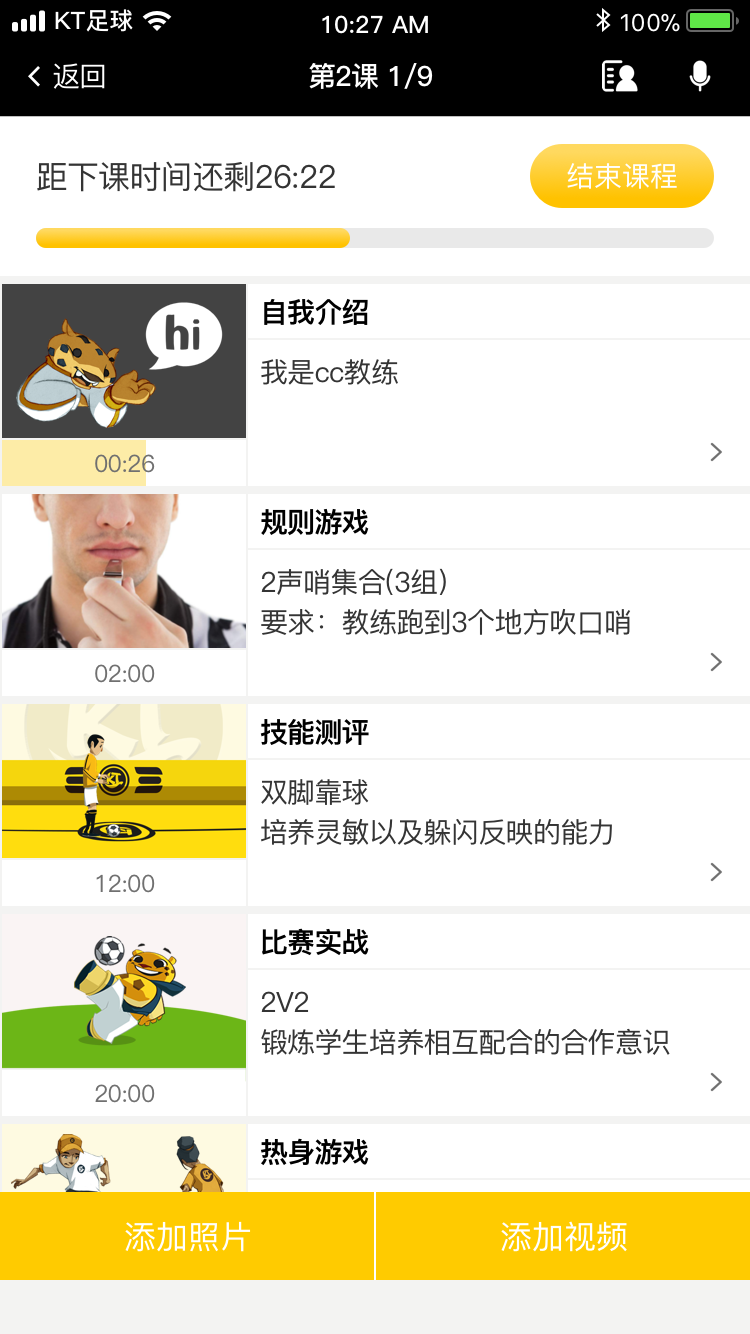 KT足球
10:27 AM
100%
返回
第2课 1/9
距下课时间还剩26:22
结束课程
hi
自我介绍
我是cc教练
00:26
规则游戏
2声哨集合(3组)
要求：教练跑到3个地方吹口哨
02:00
KT
技能测评
双脚靠球
培养灵敏以及躲闪反映的能力
12:00
比赛实战
2V2
锻炼学生培养相互配合的合作意识
20:00
热身游戏
添加照片
添加视频